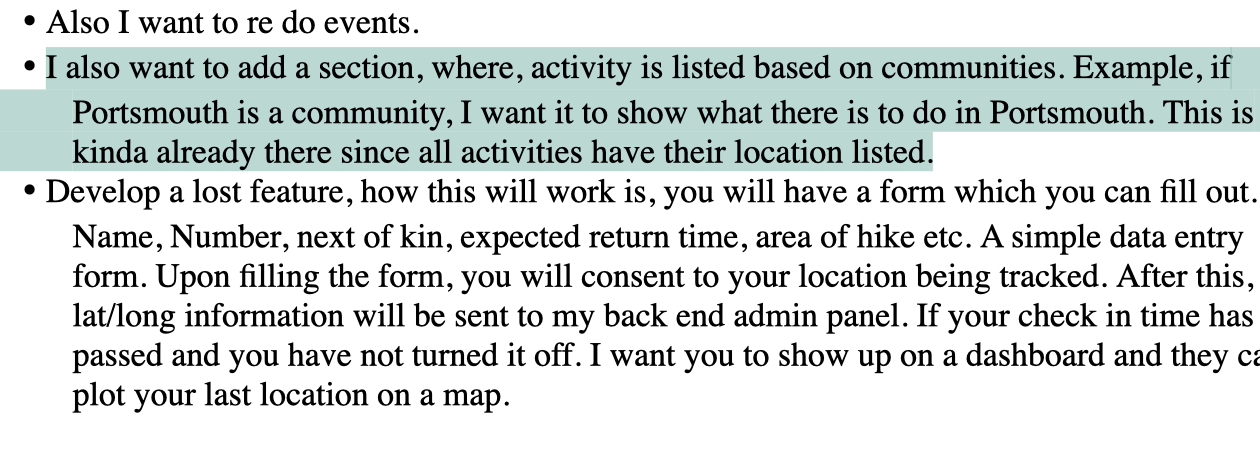 • Also I want to re do events.
• I also want to add a section, where, activity is listed based on communities. Example, if
Portsmouth is a community, I want it to show what there is to do in Portsmouth. This is
kinda already there since all activities have their location listed.
• Develop a lost feature, how this will work is, you will have a form which you can fill out.
Name, Number, next of kin, expected return time, area of hike etc. A simple data entry
form. Upon filling the form, you will consent to your location being tracked. After this,
lat/long information will be sent to my back end admin panel. If your check in time has
passed and you have not turned it off. I want you to show up on a dashboard and they
plot your last location on a map.